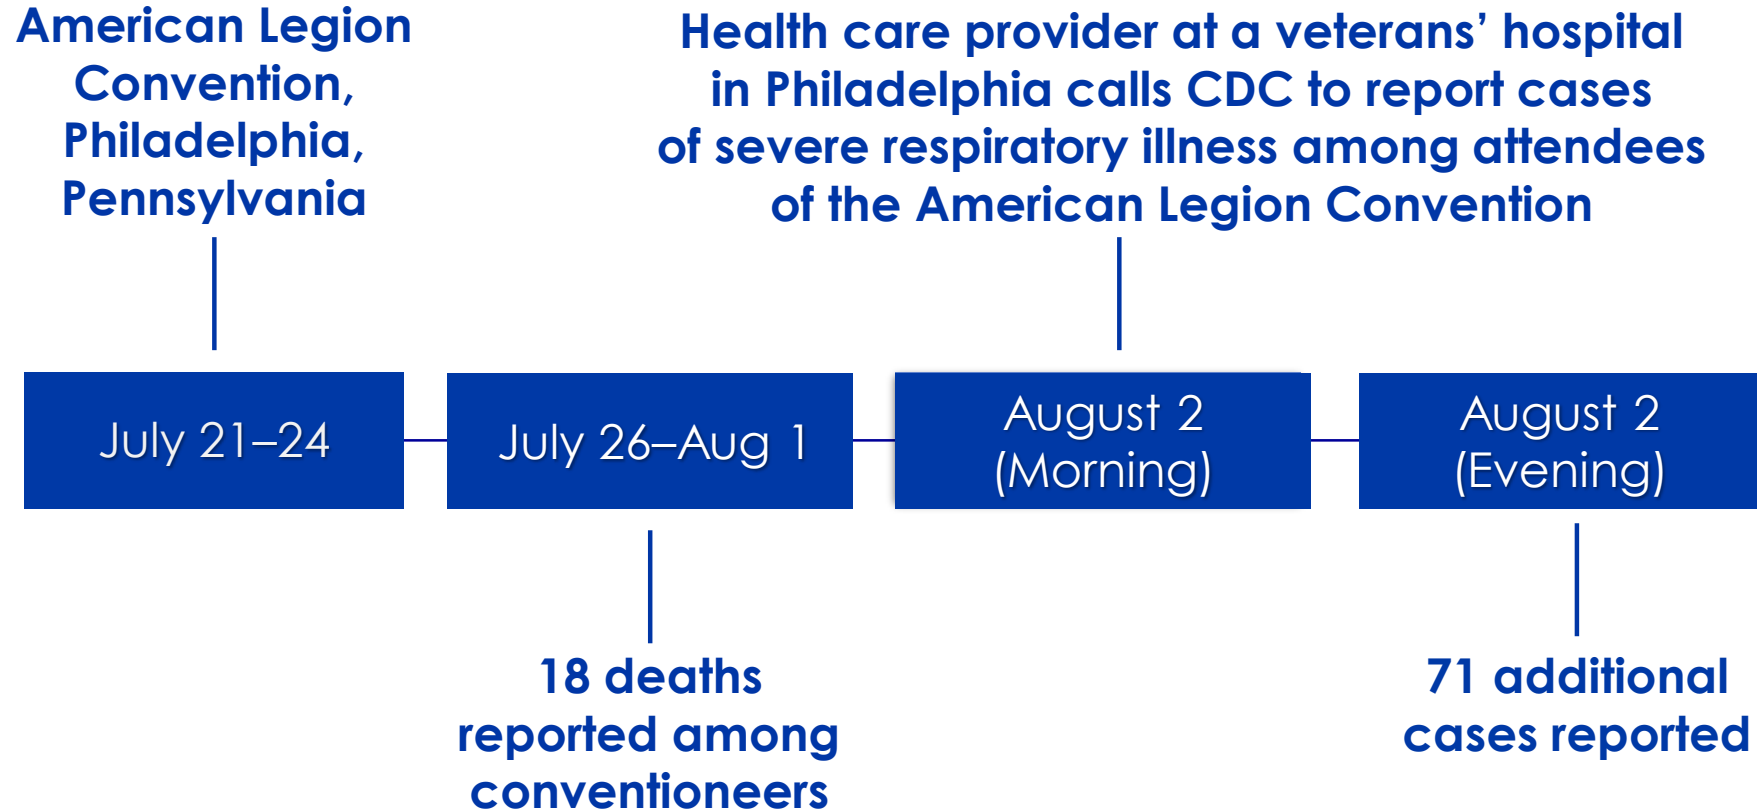 American Legion
Convention,
Philadelphia,
Pennsylvania
Health care provider at a veterans’ hospital
in Philadelphia calls CDC to report cases
of severe respiratory illness among attendees
of the American Legion Convention
July 21–24
July 26–Aug 1
August 2
(Morning)
August 2
(Evening)
18 deaths
reported among
conventioneers
71 additional
cases reported